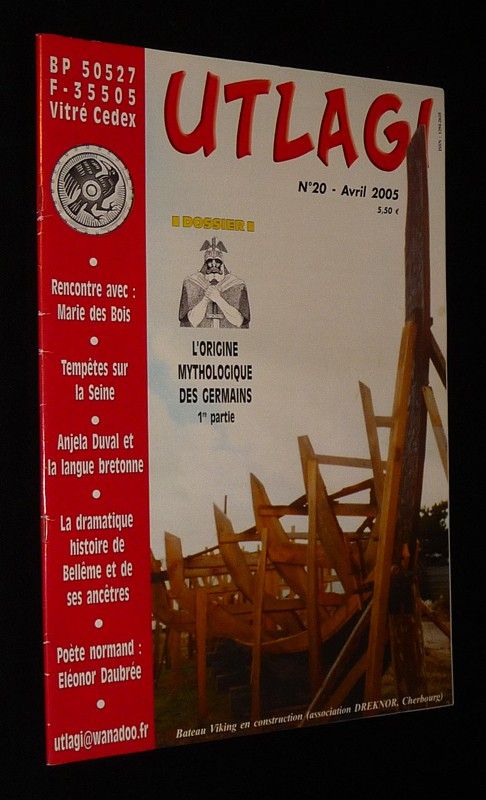 BP 50527
F-35505
Vitré Cedex
UTLAGI
N°20 - Avril 2005
5,50 €
DOSSIER
L'ORIGINE
MYTHOLOGIQUE
DES GERMAINS
1re partie
Rencontre avec :
Marie des Bois
Tempêtes sur
la Seine
Anjela Duval et
la langue bretonne
La dramatique
histoire de
Bellême et de
ses ancêtres
Poète normand :
Eléonor Daubrée
utlagi@wanadoo.fr
Bateau Viking en construction (association DREKNOR, Cherbourg)